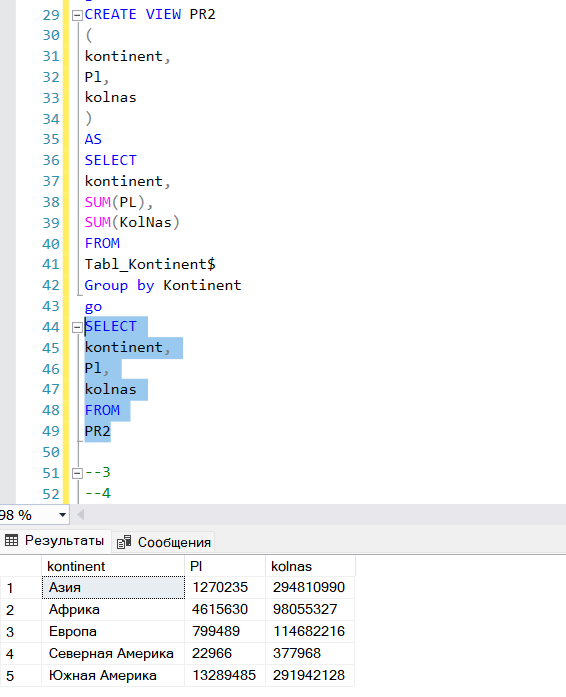 29 CREATE VIEW PR2
30 (
31 kontinent,
32 Pl,
33 kolnas
34 )
35 AS
36 SELECT
37 kontinent,
38 SUM(PL),
39 SUM(KolNas)
40 FROM
41 Tabl_Kontinent$
42 Group by Kontinent
43 go
44 SELECT
45 kontinent,
46 Pl,
47 kolnas
48 FROM
49 PR2
50
51 --3
52 --4
98 %
Результаты Сообщения
kontinent Pl kolnas
1 Азия 1270235 294810990
2 Африка 4615630 98055327
3 Европа 799489 114682216
4 Северная Америка 22966 377968
5 Южная Америка 13289485 291942128